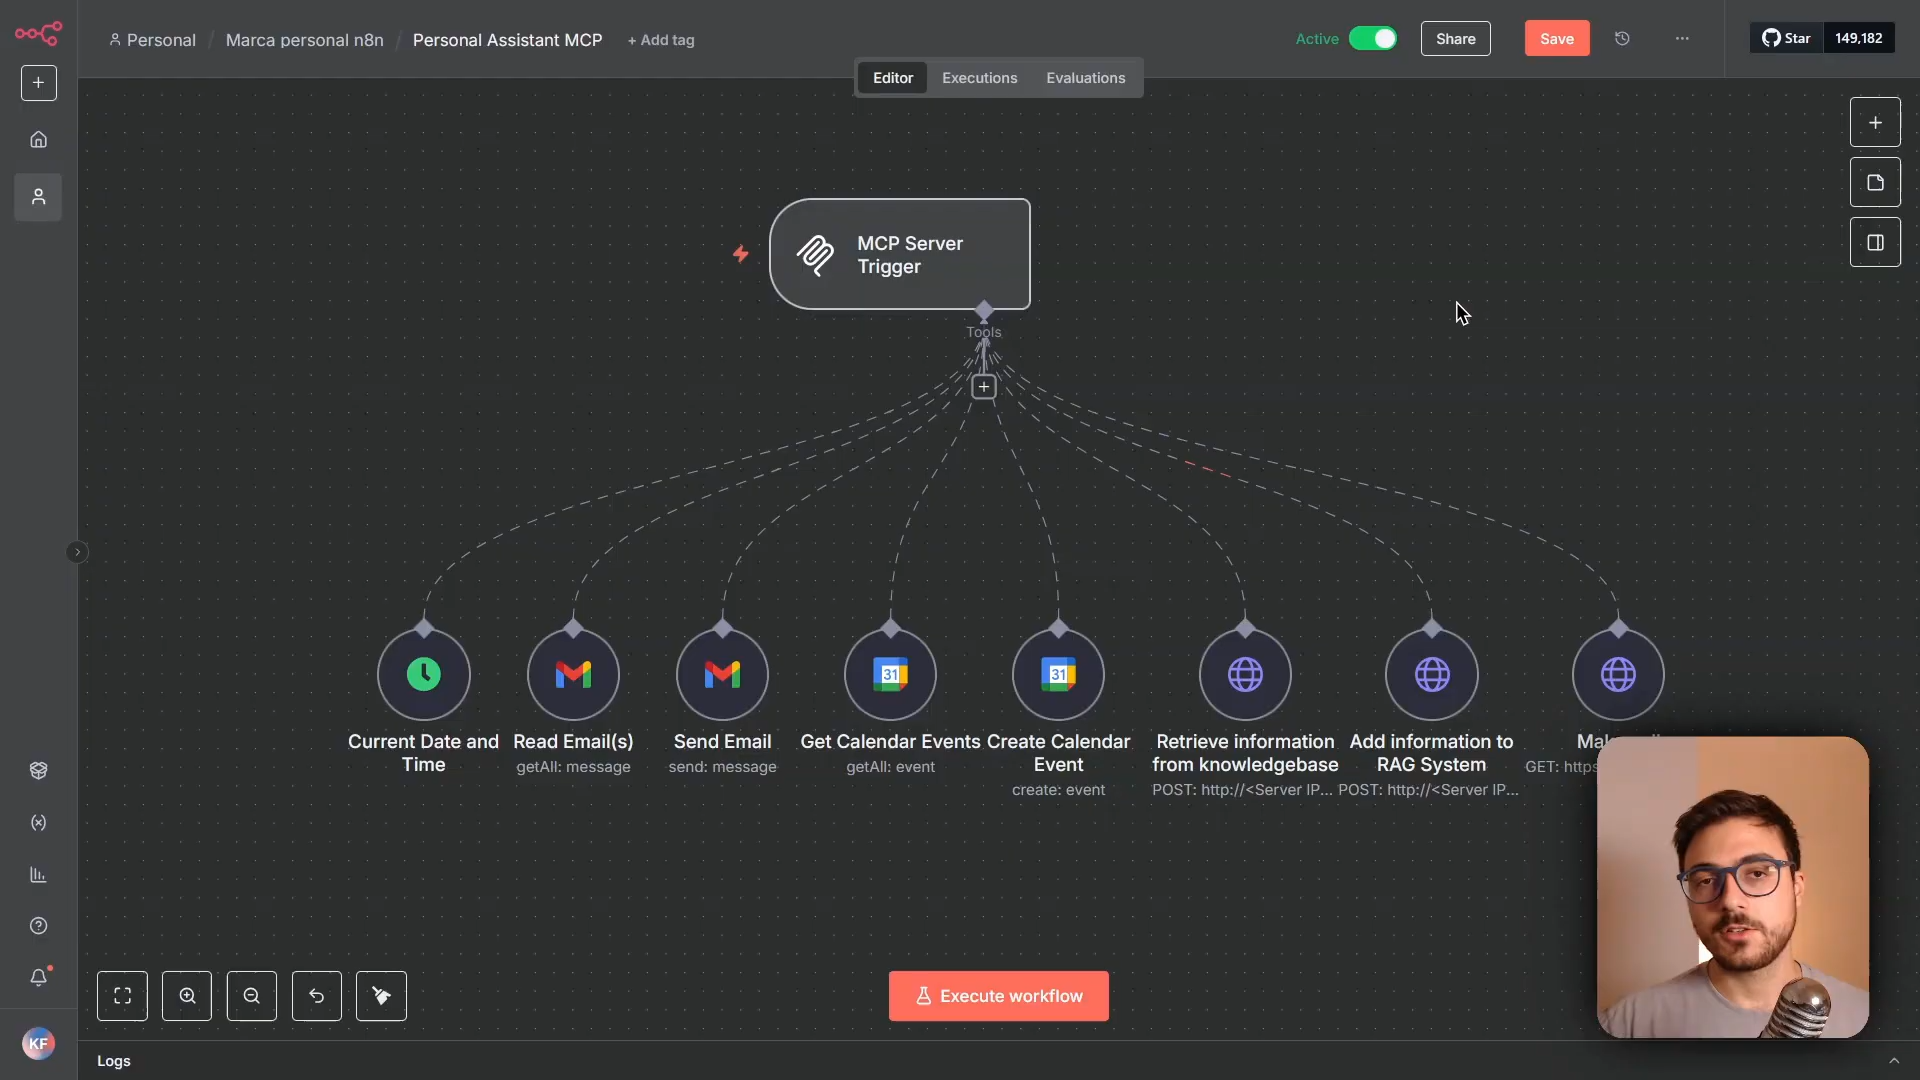 Personal / Marca personal n8n / Personal Assistant MCP + Add tag
Active
Share
Save
Star 149,182
Editor Executions Evaluations
MCP Server
Trigger
Tools
31
31
Current Date and
Time
Read Email(s)
getAll: message
Send Email
send: message
Get Calendar Events
getAll: event
Create Calendar
Event
create: event
Retrieve information
from knowledgebase
POST: http://<Server IP...
Add information to
RAG System
POST: http://<Server IP...
GET: https
Execute workflow
KF
Logs